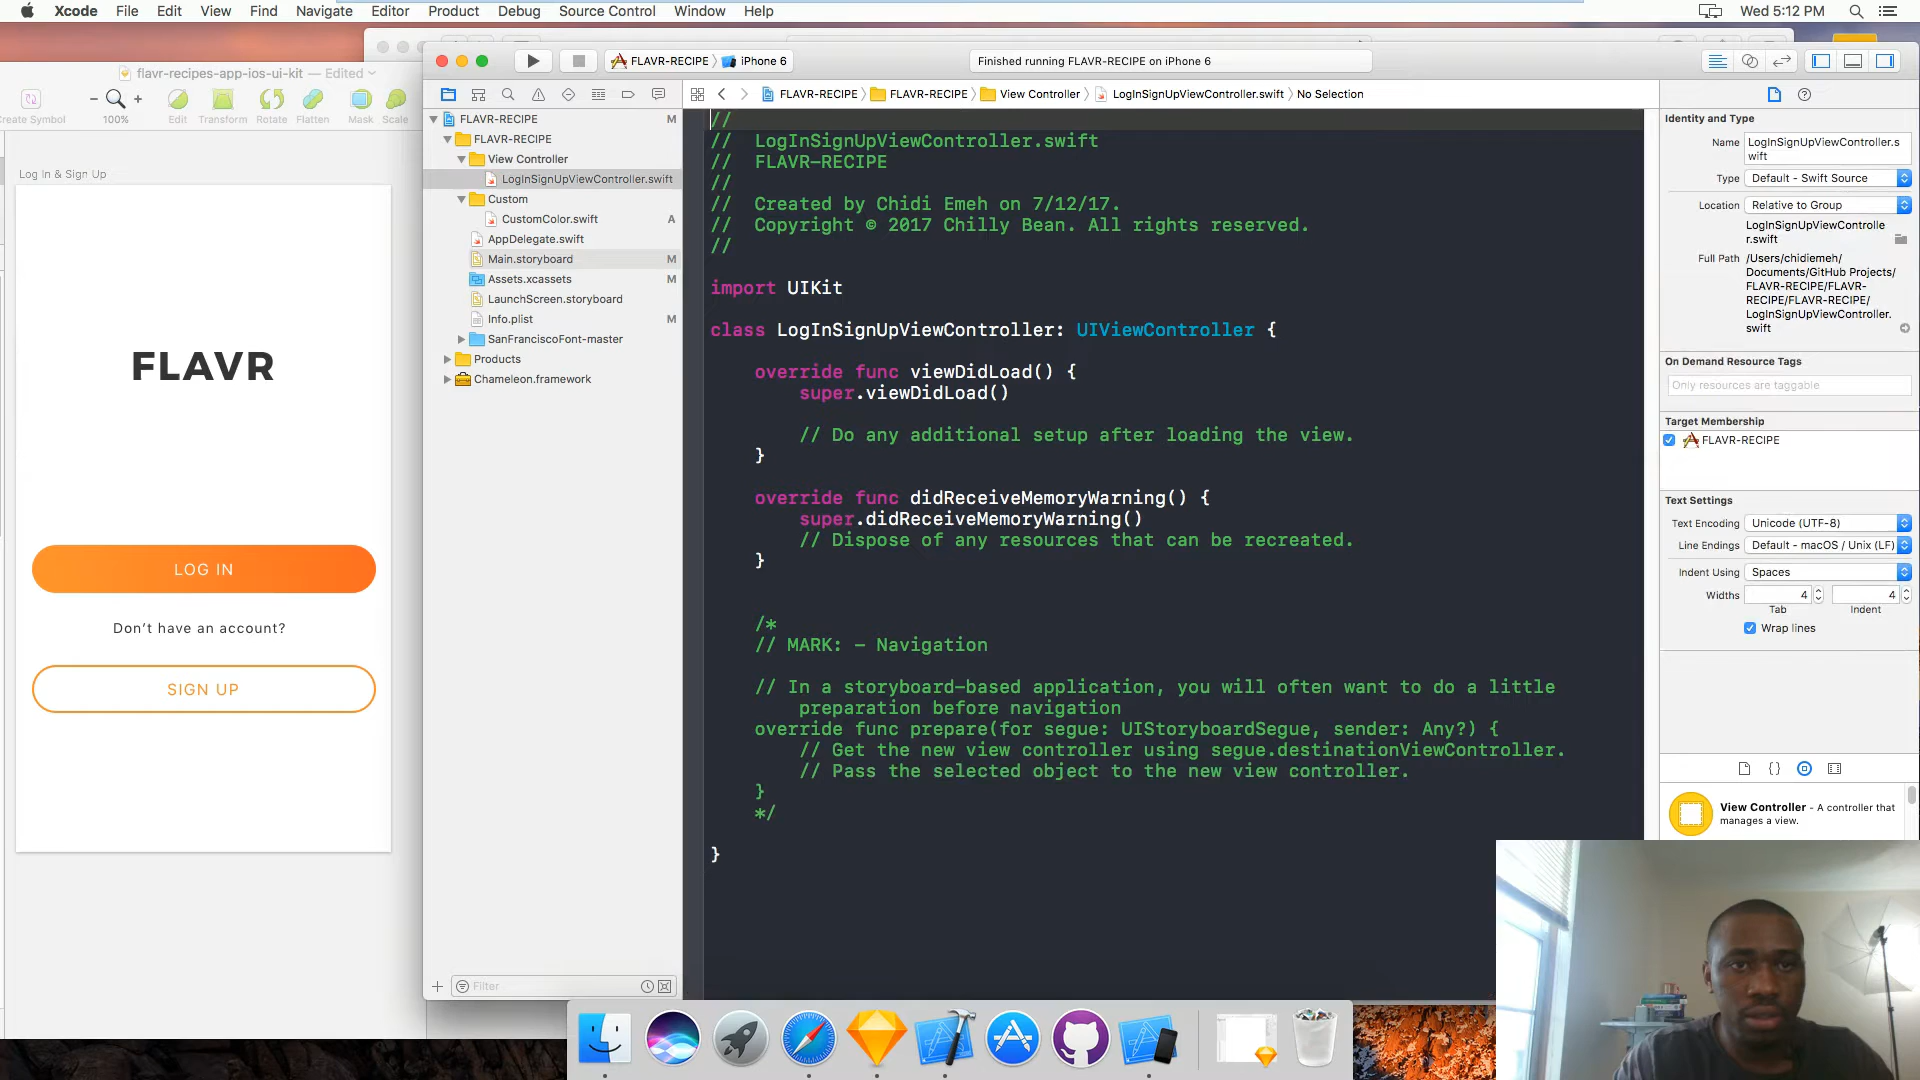 Xcode File Edit View Find Navigate Editor Product Debug Source Control Window Help
Wed 5:12 PM
flavr-recipes-app-ios-ui-kit — Edited
FLAVR-RECIPE iPhone 6
Finished running FLAVR-RECIPE on iPhone 6
Create Symbol 100% Edit Transform Rotate Flatten Mask Scale
FLAVR-RECIPE FLAVR-RECIPE View Controller LogInSignUpViewController.swift No Selection
Log In & Sign Up
FLAVR
LOG IN
Don't have an account?
SIGN UP
FLAVR-RECIPE M
FLAVR-RECIPE
View Controller
LogInSignUpViewController.swift
Custom
CustomColor.swift A
AppDelegate.swift
Main.storyboard M
Assets.xcassets M
LaunchScreen.storyboard
Info.plist M
SanFranciscoFont-master
Products
Chameleon.framework
Filter
//
// LogInSignUpViewController.swift
// FLAVR-RECIPE
//
// Created by Chidi Emeh on 7/12/17.
// Copyright © 2017 Chilly Bean. All rights reserved.
//
import UIKit
class LogInSignUpViewController: UIViewController {
override func viewDidLoad() {
super.viewDidLoad()
// Do any additional setup after loading the view.
}
override func didReceiveMemoryWarning() {
super.didReceiveMemoryWarning()
// Dispose of any resources that can be recreated.
}
/*
// MARK: - Navigation
// In a storyboard-based application, you will often want to do a little
preparation before navigation
override func prepare(for segue: UIStoryboardSegue, sender: Any?) {
// Get the new view controller using segue.destinationViewController.
// Pass the selected object to the new view controller.
}
*/
}
Identity and Type
Name LogInSignUpViewController.s
wift
Type Default - Swift Source
Location Relative to Group
LogInSignUpViewControlle
r.swift
Full Path /Users/chidiemeh/
Documents/GitHub Projects/
FLAVR-RECIPE/FLAVR-
RECIPE/FLAVR-RECIPE/
LogInSignUpViewController.
swift
On Demand Resource Tags
Only resources are taggable
Target Membership
FLAVR-RECIPE
Text Settings
Text Encoding Unicode (UTF-8)
Line Endings Default - macOS / Unix (LF)
Indent Using Spaces
Widths 4 4
Tab Indent
Wrap lines
{}
View Controller - A controller that
manages a view.